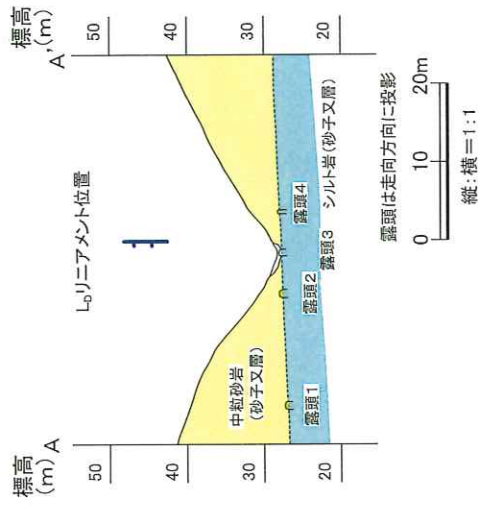 標高
(m) A
50
40
30
20
L_Dリニアメント位置
標高
A' (m)
50
40
30
20
中粒砂岩
(砂子又層)
露頭1
露頭2
露頭3
露頭4
シルト岩(砂子又層)
露頭は走向方向に投影
0 10 20m
縦:横=1:1